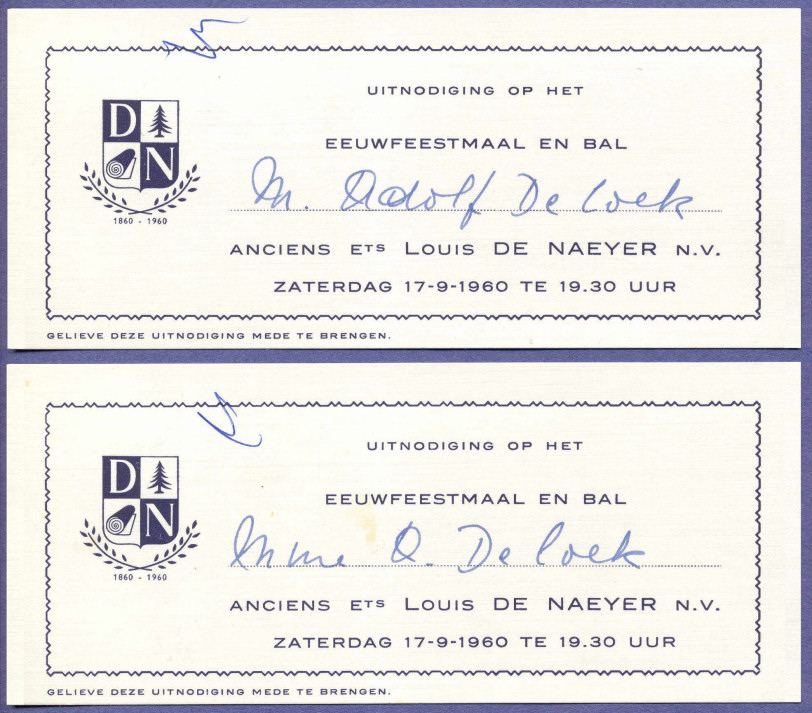 D
N
1860 - 1960
UITNODIGING OP HET
EEUWFEESTMAAL EN BAL
M. Adolf De Cock
ANCIENS ETS LOUIS DE NAEYER N.V.
ZATERDAG 17-9-1960 TE 19.30 UUR
GELIEVE DEZE UITNODIGING MEDE TE BRENGEN.
D
N
1860 - 1960
UITNODIGING OP HET
EEUWFEESTMAAL EN BAL
Mme A. De Cock
ANCIENS ETS LOUIS DE NAEYER N.V.
ZATERDAG 17-9-1960 TE 19.30 UUR
GELIEVE DEZE UITNODIGING MEDE TE BRENGEN.